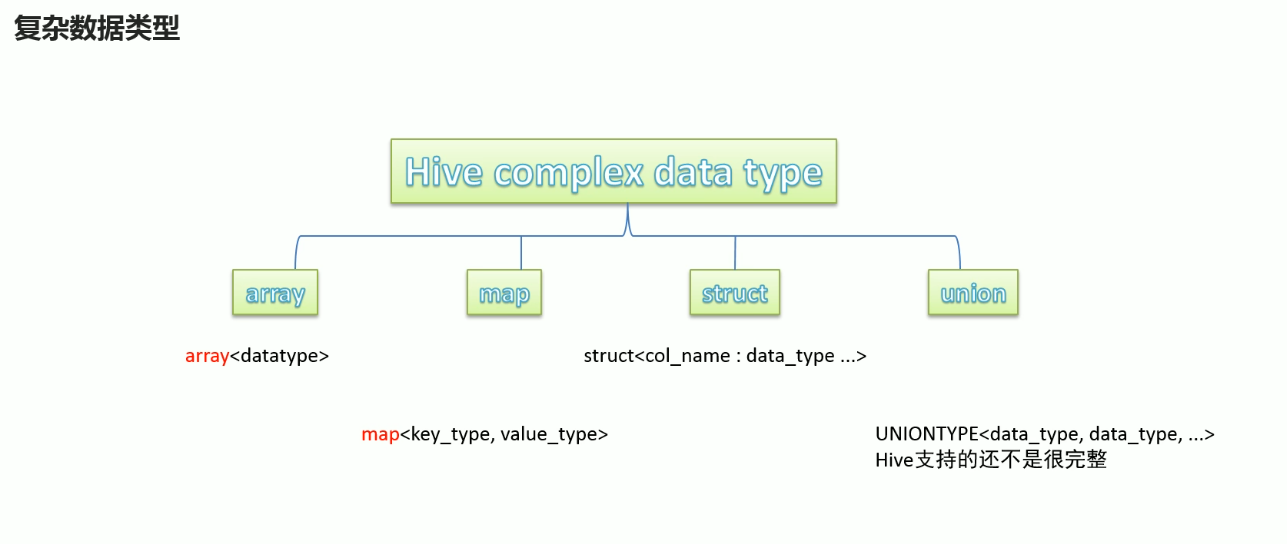 复杂数据类型
Hive complex data type
array
map
struct
union
array<datatype>
struct<col_name : data_type ...>
map<key_type, value_type>
UNIONTYPE<data_type, data_type, ...>
Hive支持的还不是很完整